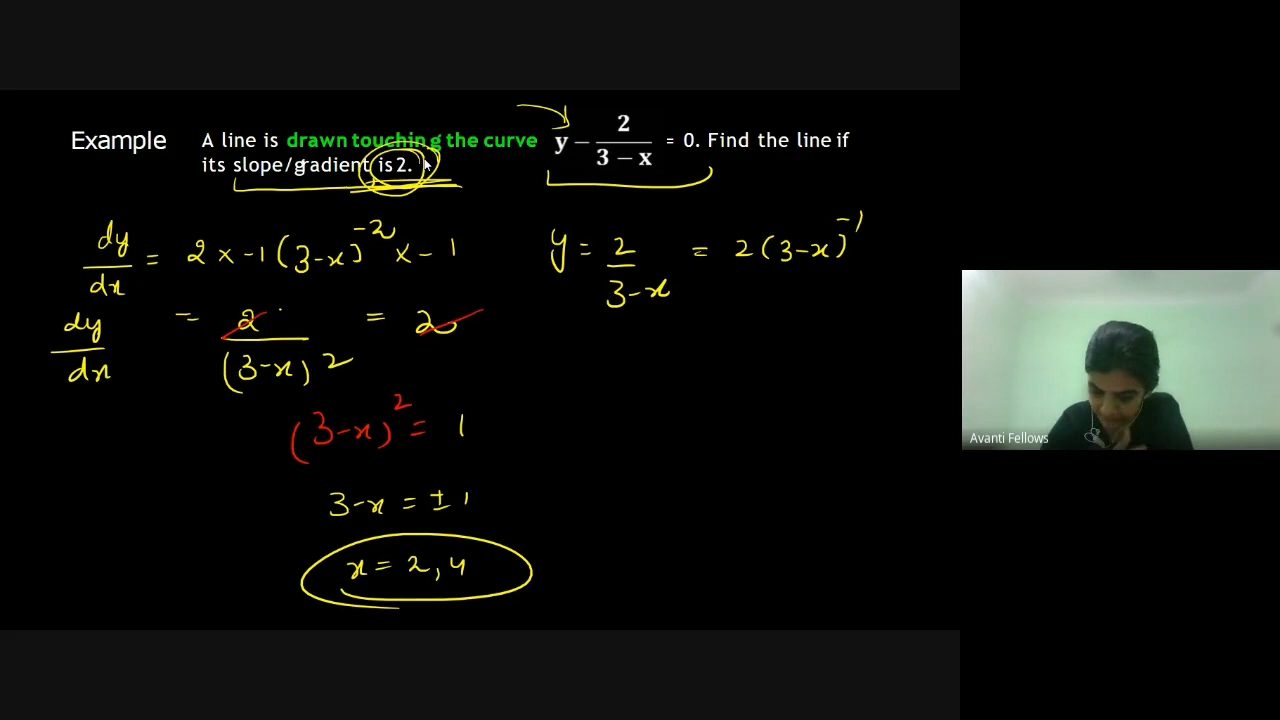 Example A line is drawn touching the curve y − 2/(3 − x) = 0. Find the line if
its slope/gradient is 2.
dy/dx = 2 × -1 (3-x)^-2 × -1
y = 2/(3-x) = 2(3-x)^-1
dy/dx = 2/(3-x)^2 = 2
(3-x)^2 = 1
3-x = ± 1
x = 2, 4
Avanti Fellows